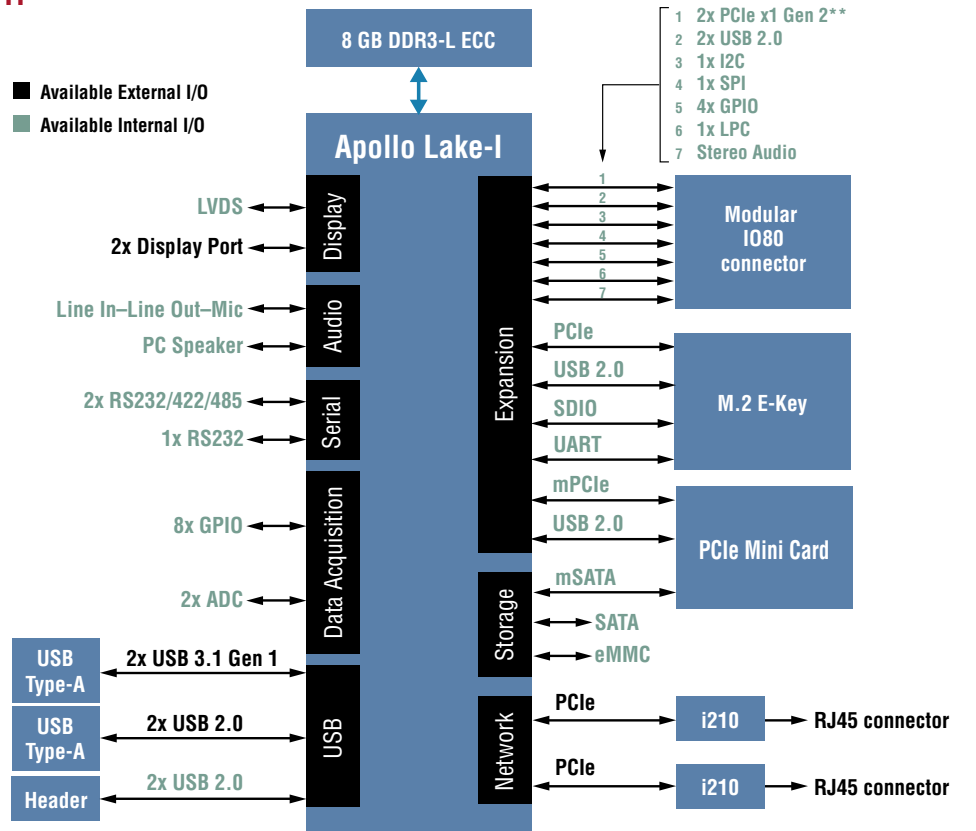 8 GB DDR3-L ECC
Available External I/O
Available Internal I/O
1 2x PCIe x1 Gen 2**
2 2x USB 2.0
3 1x I2C
4 1x SPI
5 4x GPIO
6 1x LPC
7 Stereo Audio
Apollo Lake-I
Display
LVDS
2x Display Port
Audio
Line In–Line Out–Mic
PC Speaker
Serial
2x RS232/422/485
1x RS232
Data Acquisition
8x GPIO
2x ADC
USB
USB
Type-A
2x USB 3.1 Gen 1
USB
Type-A
2x USB 2.0
Header
2x USB 2.0
Expansion
1
2
3
4
5
6
7
Modular
IO80
connector
PCIe
USB 2.0
SDIO
UART
M.2 E-Key
mPCIe
USB 2.0
mSATA
PCIe Mini Card
Storage
SATA
eMMC
Network
PCIe
i210
RJ45 connector
PCIe
i210
RJ45 connector